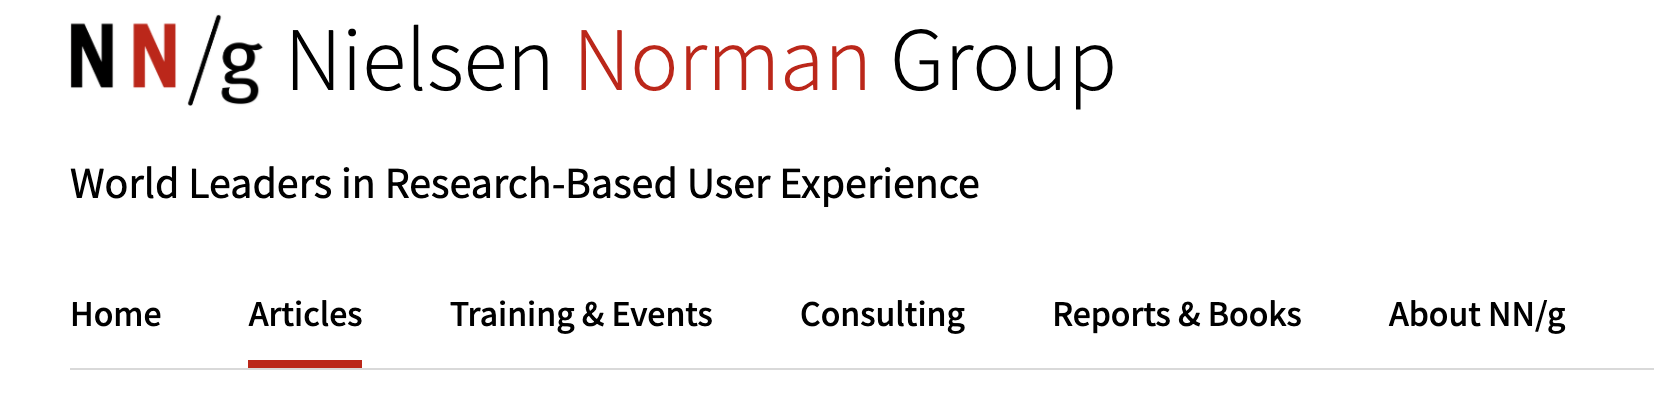 NN/g Nielsen Norman Group
World Leaders in Research-Based User Experience
Home Articles Training & Events Consulting Reports & Books About NN/g